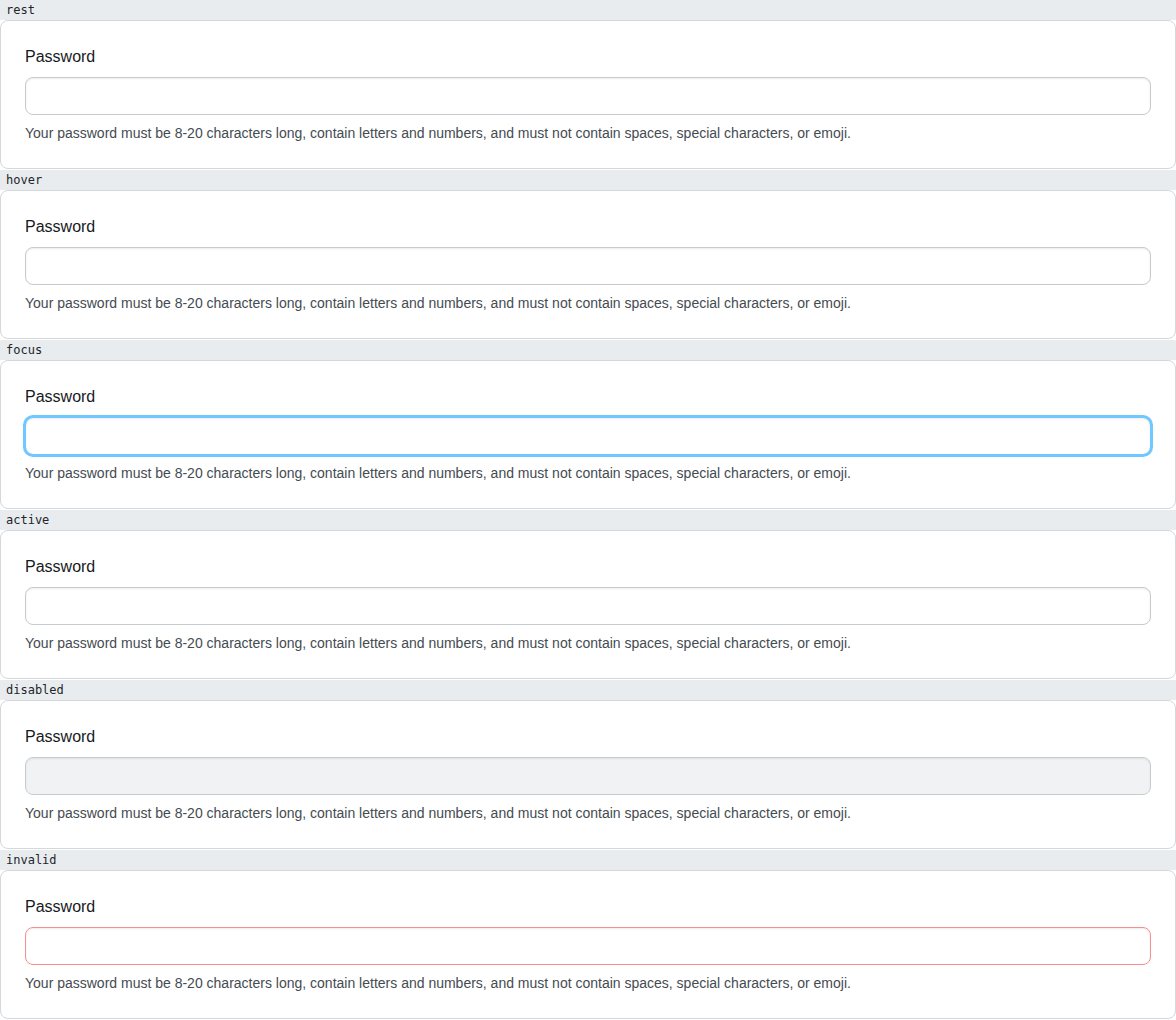 rest
Password
Your password must be 8-20 characters long, contain letters and numbers, and must not contain spaces, special characters, or emoji.
hover
Password
Your password must be 8-20 characters long, contain letters and numbers, and must not contain spaces, special characters, or emoji.
focus
Password
Your password must be 8-20 characters long, contain letters and numbers, and must not contain spaces, special characters, or emoji.
active
Password
Your password must be 8-20 characters long, contain letters and numbers, and must not contain spaces, special characters, or emoji.
disabled
Password
Your password must be 8-20 characters long, contain letters and numbers, and must not contain spaces, special characters, or emoji.
invalid
Password
Your password must be 8-20 characters long, contain letters and numbers, and must not contain spaces, special characters, or emoji.